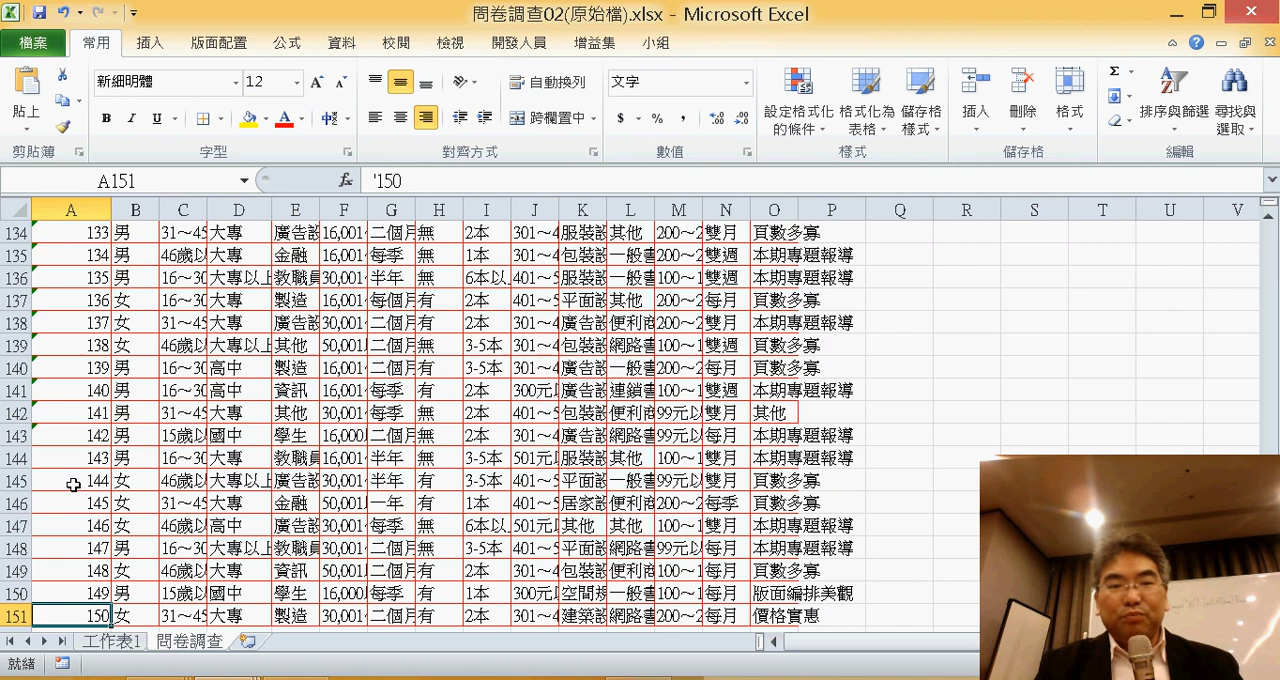 問卷調查02(原始檔).xlsx - Microsoft Excel
檔案 常用 插入 版面配置 公式 資料 校閱 檢視 開發人員 增益集 小組
新細明體 12 自動換列 文字
貼上 B I U 跨欄置中 $ % , 設定格式化的條件 格式化為表格 儲存格樣式 插入 刪除 格式 排序與篩選 尋找與選取
剪貼簿 字型 對齊方式 數值 樣式 儲存格 編輯
A151 fx '150
A B C D E F G H I J K L M N O P Q R S T U V
134 133 男 31～45 大專 廣告設 16,001 二個月 無 2本 301～4 服裝設 其他 200～2 雙月 頁數多寡
135 134 男 46歲以 大專 金融 16,001 每季 無 1本 301～4 包裝設 一般書 200～2 雙週 本期專題報導
136 135 男 16～30 大專以上 教職員 30,001 半年 無 6本以 301～4 服裝設 一般書 100～1 雙週 本期專題報導
137 136 女 16～30 大專 製造 16,001 每個月 有 2本 401～5 平面設 其他 200～2 每月 頁數多寡
138 137 女 31～45 大專 廣告設 30,001 二個月 有 2本 301～4 廣告設 便利商 200～2 雙月 本期專題報導
139 138 女 46歲以 大專以上 其他 50,001 二個月 無 3-5本 301～4 包裝設 網路書 100～1 雙月 頁數多寡
140 139 男 16～30 高中 製造 16,001 二個月 有 3-5本 301～4 廣告設 一般書 200～2 每月 頁數多寡
141 140 男 16～30 高中 資訊 16,001 每季 有 2本 300元以 廣告設 連鎖書 100～1 雙週 本期專題報導
142 141 男 31～45 大專 其他 30,001 每季 無 2本 401～5 包裝設 便利商 99元以 雙月 其他
143 142 男 15歲以 國中 學生 16,000 二個月 無 2本 301～4 廣告設 網路書 99元以 每月 本期專題報導
144 143 男 16～30 大專 教職員 16,001 半年 無 3-5本 501元以 服裝設 其他 100～1 每月 本期專題報導
145 144 女 46歲以 大專以上 廣告設 30,001 半年 有 3-5本 401～5 平面設 一般書 99元以 雙月 頁數多寡
146 145 女 31～45 大專 金融 50,001 一年 有 1本 301～4 居家設 便利商 200～2 每季 頁數多寡
147 146 女 46歲以 高中 廣告設 30,001 每季 無 6本以 501元以 其他 其他 100～1 雙月 本期專題報導
148 147 男 16～30 大專以上 教職員 30,001 二個月 無 3-5本 401～5 平面設 網路書 99元以 每月 本期專題報導
149 148 女 46歲以 大專 資訊 50,001 二個月 有 2本 301～4 包裝設 便利商 200～2 每月 頁數多寡
150 149 男 15歲以 國中 學生 16,000 每季 有 1本 300元以 空間規 一般書 100～1 每月 版面編排美觀
151 150 女 31～45 大專 製造 30,001 二個月 有 2本 301～4 建築設 網路書 200～2 雙月 價格實惠
工作表1 問卷調查
就緒